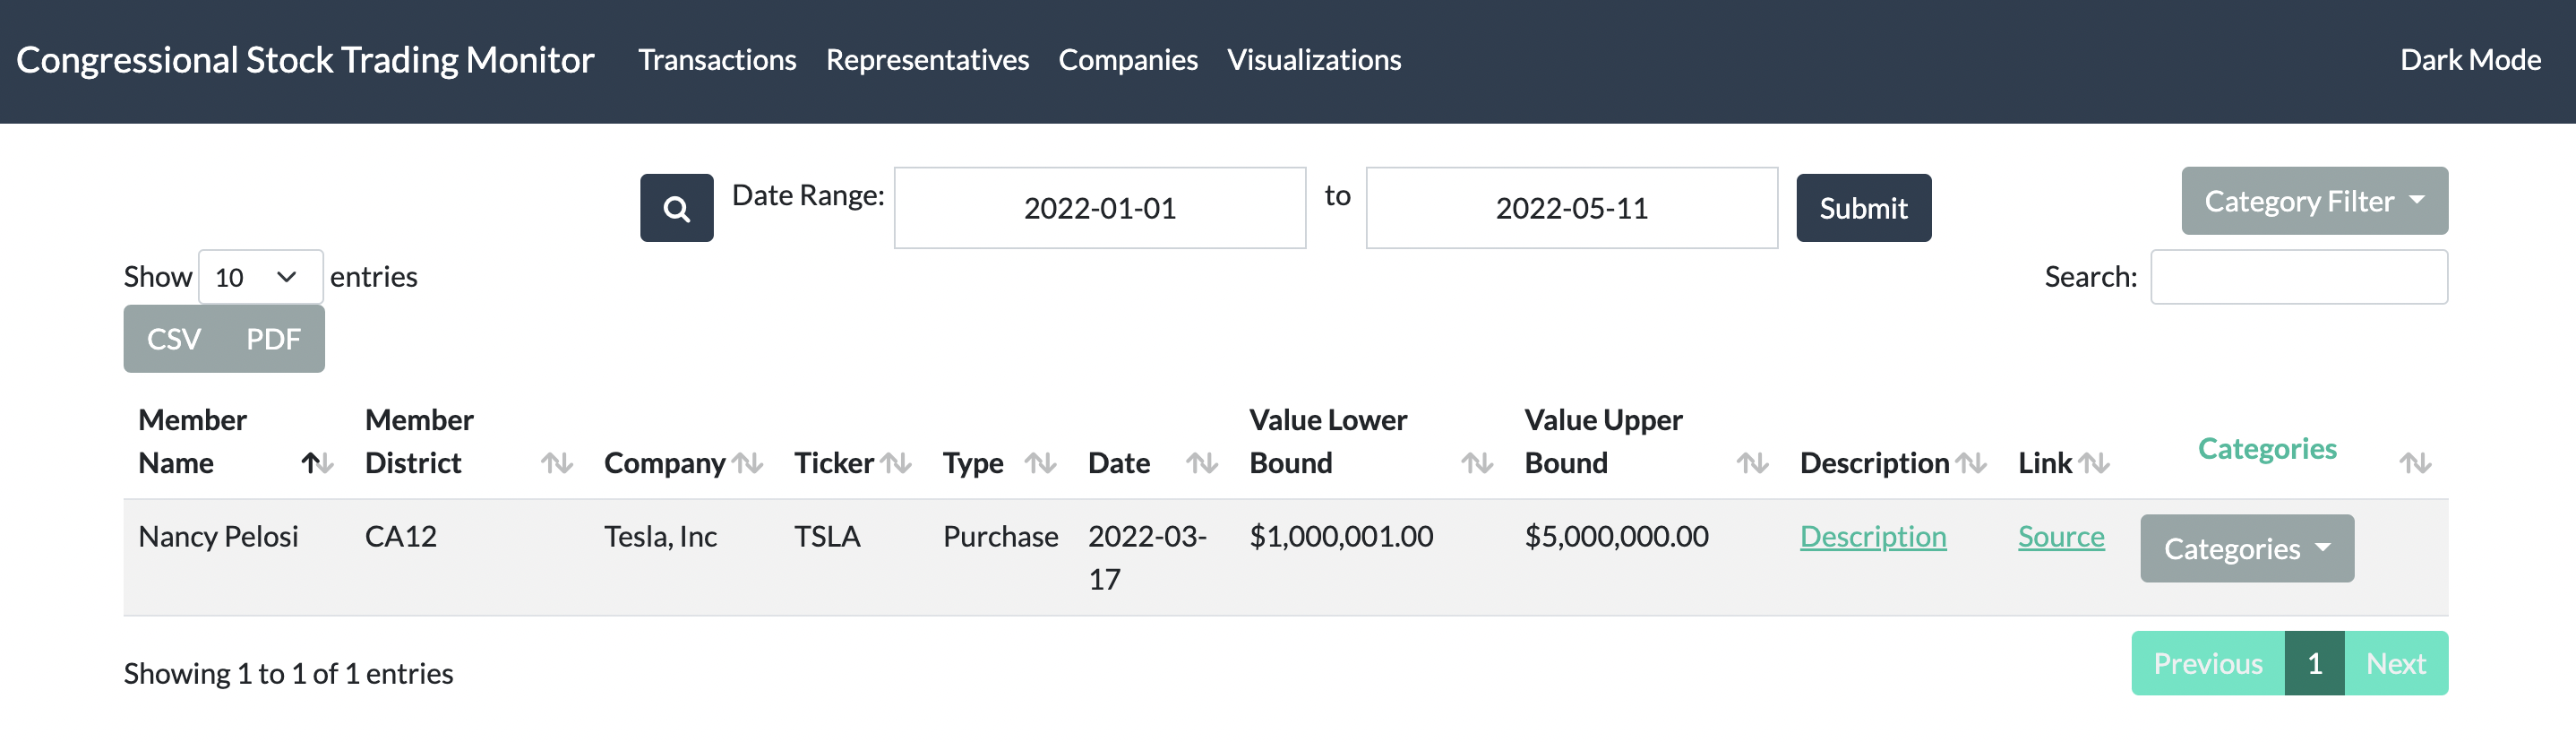 Congressional Stock Trading Monitor Transactions Representatives Companies Visualizations Dark Mode
Date Range: 2022-01-01 to 2022-05-11 Submit Category Filter
Show 10 entries Search:
CSV PDF
Member Name Member District Company Ticker Type Date Value Lower Bound Value Upper Bound Description Link Categories
Nancy Pelosi CA12 Tesla, Inc TSLA Purchase 2022-03-17 $1,000,001.00 $5,000,000.00 Description Source Categories
Showing 1 to 1 of 1 entries Previous 1 Next